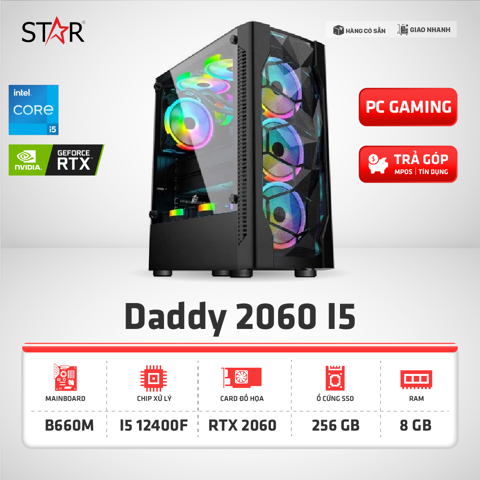 STAR
HÀNG CÓ SẴN
GIAO NHANH
intel
CORE
i5
NVIDIA
GEFORCE
RTX
PC GAMING
TRẢ GÓP
MPOS | TÍN DỤNG
Daddy 2060 I5
MAINBOARD
CHIP XỬ LÝ
CARD ĐỒ HỌA
Ổ CỨNG SSD
RAM
B660M
I5 12400F
RTX 2060
256 GB
8 GB